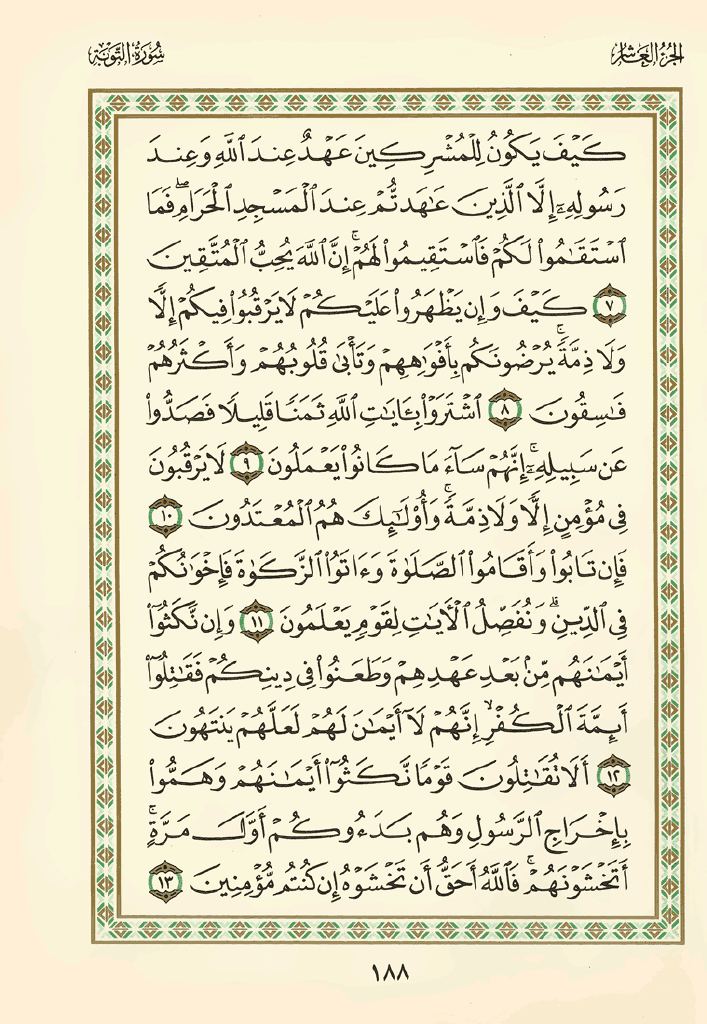 الجزء العاشر
سورة التوبة
كَيْفَ يَكُونُ لِلْمُشْرِكِينَ عَهْدٌ عِندَ ٱللَّهِ وَعِندَ
رَسُولِهِۦٓ إِلَّا ٱلَّذِينَ عَٰهَدتُّمْ عِندَ ٱلْمَسْجِدِ ٱلْحَرَامِ ۖ فَمَا
ٱسْتَقَٰمُوا۟ لَكُمْ فَٱسْتَقِيمُوا۟ لَهُمْ ۚ إِنَّ ٱللَّهَ يُحِبُّ ٱلْمُتَّقِينَ
٧ كَيْفَ وَإِن يَظْهَرُوا۟ عَلَيْكُمْ لَا يَرْقُبُوا۟ فِيكُمْ إِلًّا
وَلَا ذِمَّةً ۚ يُرْضُونَكُم بِأَفْوَٰهِهِمْ وَتَأْبَىٰ قُلُوبُهُمْ وَأَكْثَرُهُمْ
فَٰسِقُونَ ٨ ٱشْتَرَوْا۟ بِـَٔايَٰتِ ٱللَّهِ ثَمَنًا قَلِيلًا فَصَدُّوا۟
عَن سَبِيلِهِۦٓ ۚ إِنَّهُمْ سَآءَ مَا كَانُوا۟ يَعْمَلُونَ ٩ لَا يَرْقُبُونَ
فِى مُؤْمِنٍ إِلًّا وَلَا ذِمَّةً ۚ وَأُو۟لَٰٓئِكَ هُمُ ٱلْمُعْتَدُونَ ١٠
فَإِن تَابُوا۟ وَأَقَامُوا۟ ٱلصَّلَوٰةَ وَءَاتَوُا۟ ٱلزَّكَوٰةَ فَإِخْوَٰنُكُمْ
فِى ٱلدِّينِ ۗ وَنُفَصِّلُ ٱلْـَٔايَٰتِ لِقَوْمٍ يَعْلَمُونَ ١١ وَإِن نَّكَثُوٓا۟
أَيْمَٰنَهُم مِّنۢ بَعْدِ عَهْدِهِمْ وَطَعَنُوا۟ فِى دِينِكُمْ فَقَٰتِلُوٓا۟
أَئِمَّةَ ٱلْكُفْرِ ۙ إِنَّهُمْ لَآ أَيْمَٰنَ لَهُمْ لَعَلَّهُمْ يَنتَهُونَ
١٢ أَلَا تُقَٰتِلُونَ قَوْمًا نَّكَثُوٓا۟ أَيْمَٰنَهُمْ وَهَمُّوا۟
بِإِخْرَاجِ ٱلرَّسُولِ وَهُم بَدَءُوكُمْ أَوَّلَ مَرَّةٍ ۚ
أَتَخْشَوْنَهُمْ ۚ فَٱللَّهُ أَحَقُّ أَن تَخْشَوْهُ إِن كُنتُم مُّؤْمِنِينَ ١٣
١٨٨